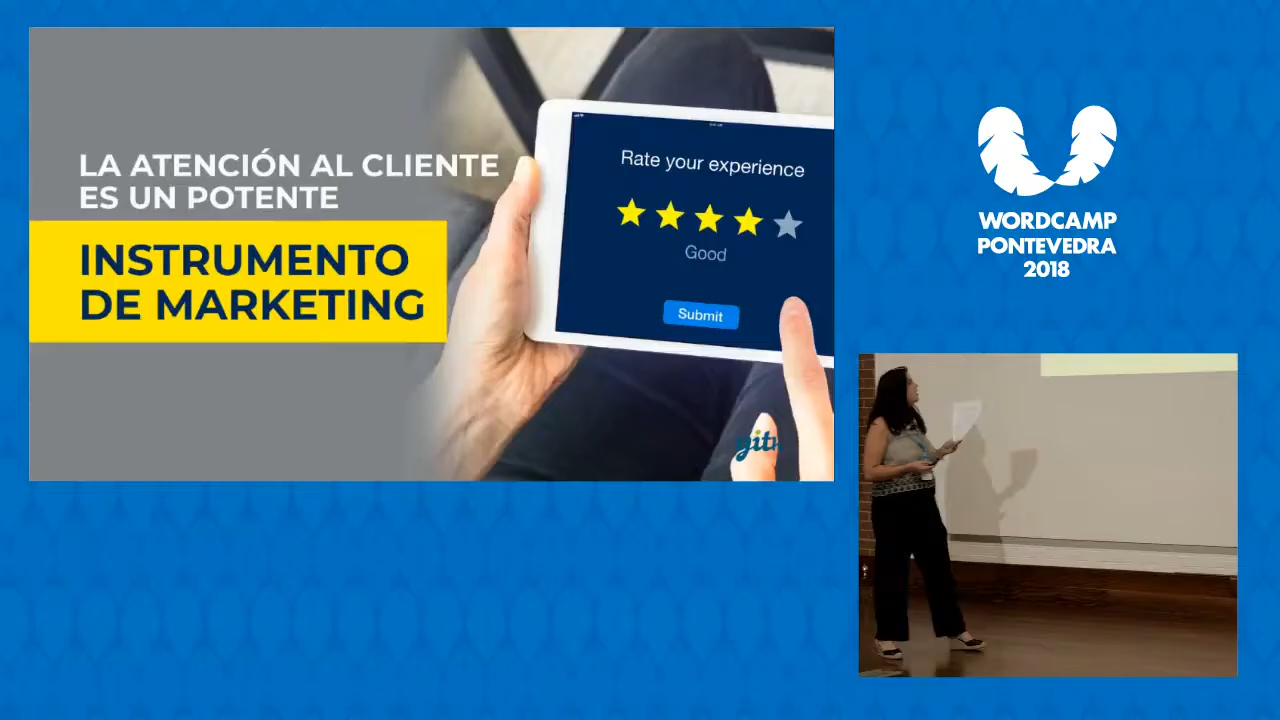 LA ATENCIÓN AL CLIENTE
ES UN POTENTE
INSTRUMENTO
DE MARKETING
Rate your experience
Good
Submit
WORDCAMP
PONTEVEDRA
2018